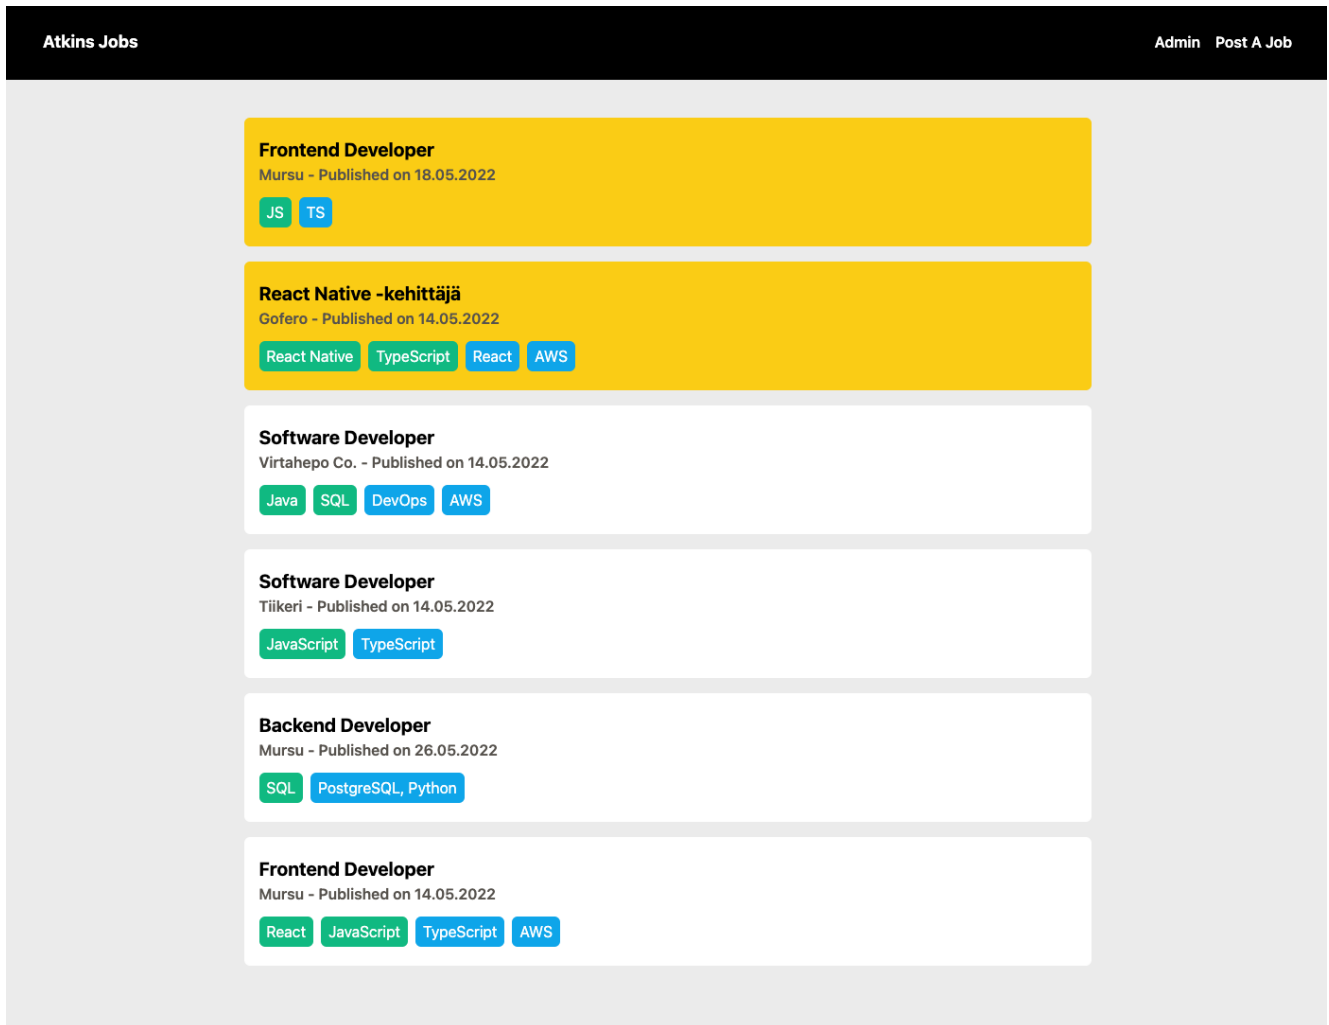 Atkins Jobs
Admin Post A Job
Frontend Developer
Mursu - Published on 18.05.2022
JS TS
React Native -kehittäjä
Gofero - Published on 14.05.2022
React Native TypeScript React AWS
Software Developer
Virtahepo Co. - Published on 14.05.2022
Java SQL DevOps AWS
Software Developer
Tiikeri - Published on 14.05.2022
JavaScript TypeScript
Backend Developer
Mursu - Published on 26.05.2022
SQL PostgreSQL, Python
Frontend Developer
Mursu - Published on 14.05.2022
React JavaScript TypeScript AWS